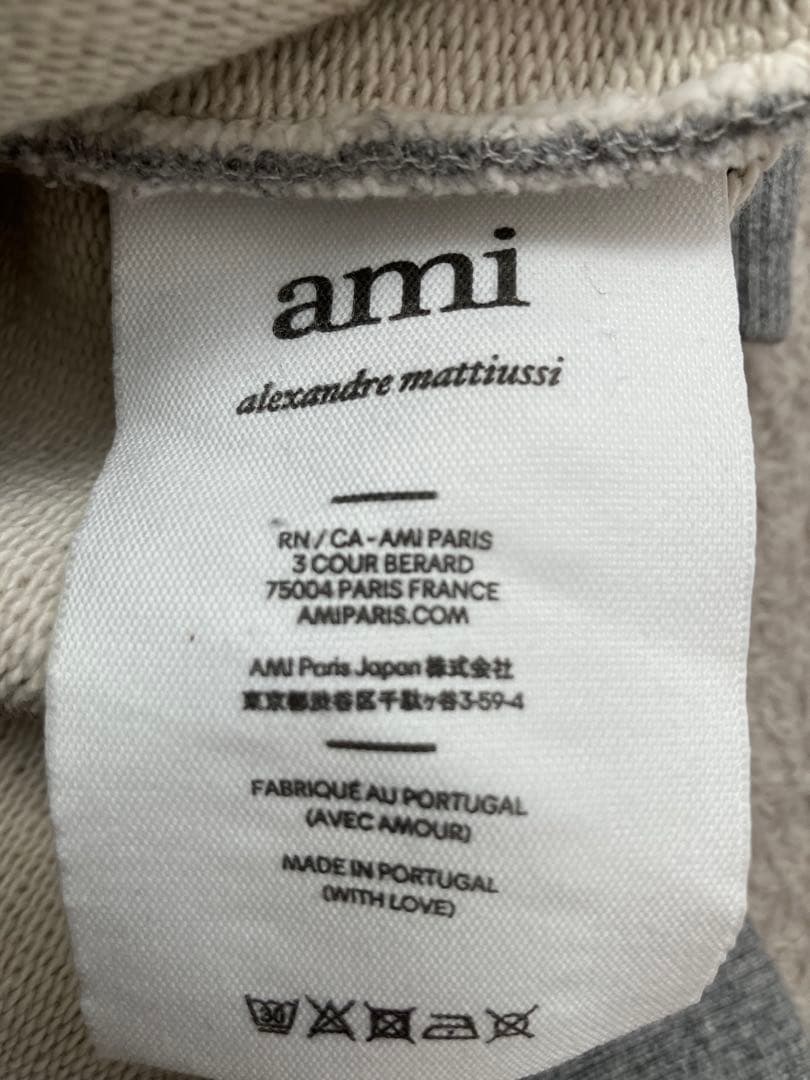 ami
alexandre mattiussi
RN / CA - AMI PARIS
3 COUR BERARD
75004 PARIS FRANCE
AMIPARIS.COM
AMI Paris Japan 株式会社
東京都渋谷区千駄ヶ谷3-59-4
FABRIQUÉ AU PORTUGAL
(AVEC AMOUR)
MADE IN PORTUGAL
(WITH LOVE)
30